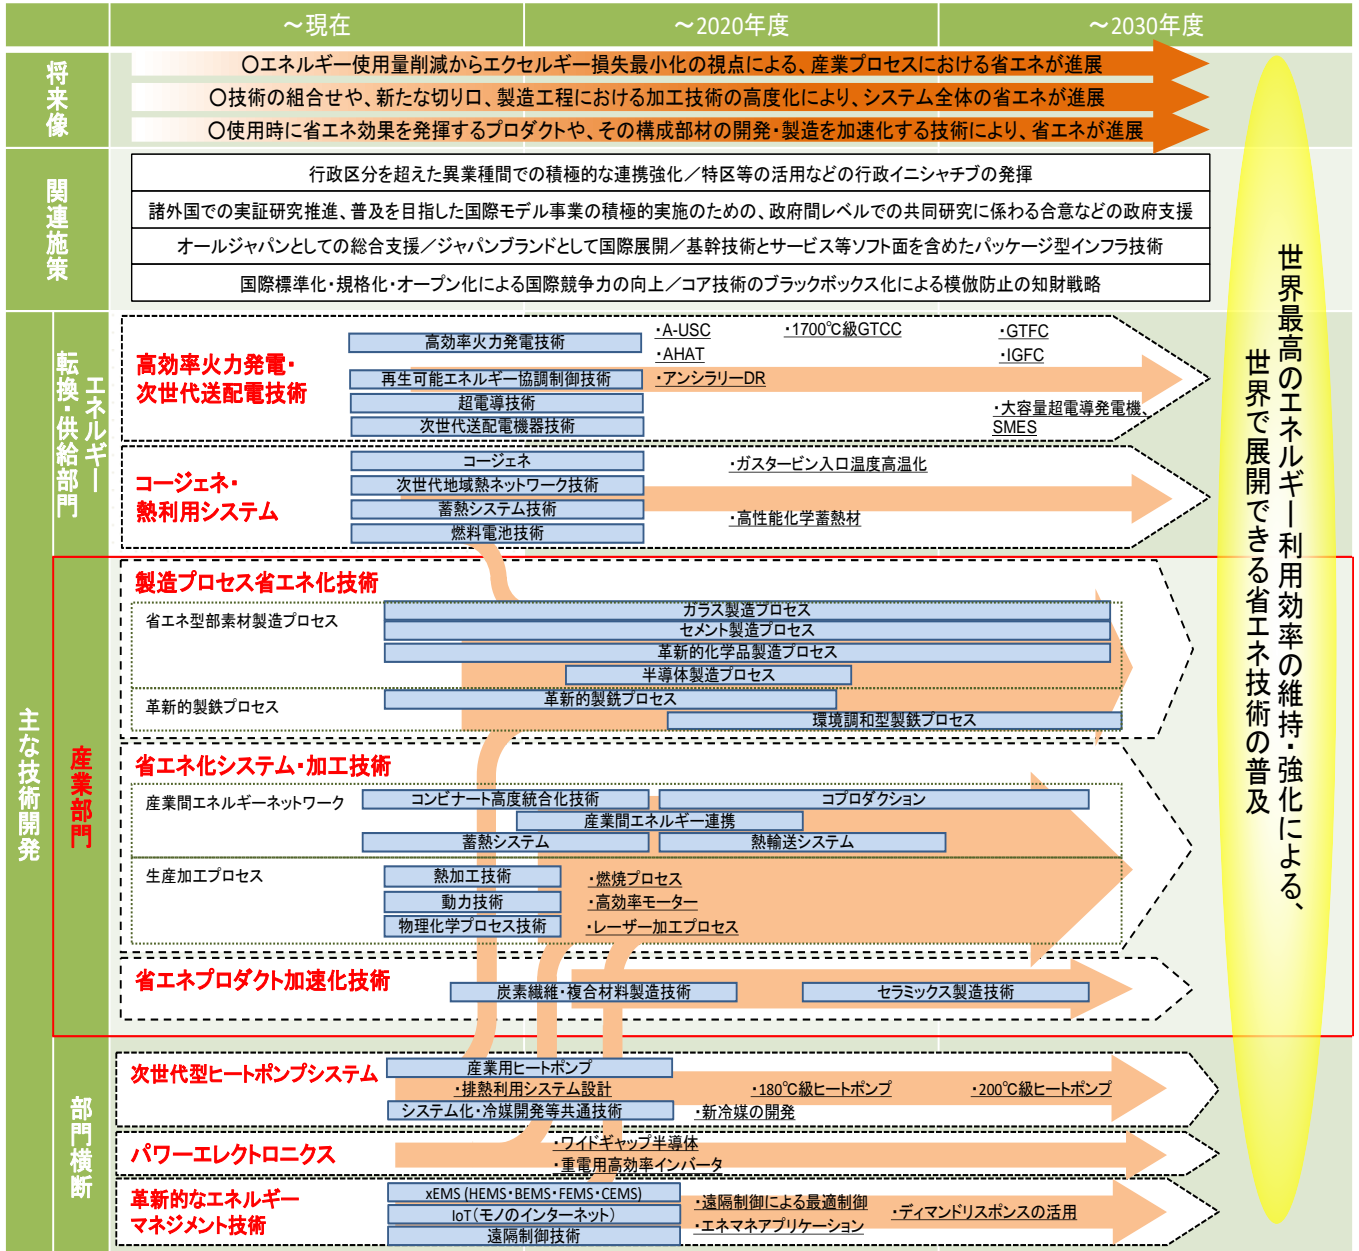 ～現在
～2020年度
～2030年度
将来像
〇エネルギー使用量削減からエクセルギー損失最小化の視点による、産業プロセスにおける省エネが進展
〇技術の組合せや、新たな切り口、製造工程における加工技術の高度化により、システム全体の省エネが進展
〇使用時に省エネ効果を発揮するプロダクトや、その構成部材の開発・製造を加速化する技術により、省エネが進展
関連施策
行政区分を超えた異業種間での積極的な連携強化／特区等の活用などの行政イニシャチブの発揮
諸外国での実証研究推進、普及を目指した国際モデル事業の積極的実施のための、政府間レベルでの共同研究に係わる合意などの政府支援
オールジャパンとしての総合支援／ジャパンブランドとして国際展開／基幹技術とサービス等ソフト面を含めたパッケージ型インフラ技術
国際標準化・規格化・オープン化による国際競争力の向上／コア技術のブラックボックス化による模倣防止の知財戦略
世界最高のエネルギー利用効率の維持・強化による、
世界で展開できる省エネ技術の普及
主な技術開発
エネルギー
転換・供給部門
高効率火力発電・
次世代送配電技術
高効率火力発電技術
再生可能エネルギー協調制御技術
超電導技術
次世代送配電機器技術
・A-USC
・1700℃級GTCC
・GTFC
・AHAT
・IGFC
・アンシラリーDR
・大容量超電導発電機、
SMES
コージェネ・
熱利用システム
コージェネ
次世代地域熱ネットワーク技術
蓄熱システム技術
燃料電池技術
・ガスタービン入口温度高温化
・高性能化学蓄熱材
産業部門
製造プロセス省エネ化技術
省エネ型部素材製造プロセス
ガラス製造プロセス
セメント製造プロセス
革新的化学品製造プロセス
半導体製造プロセス
革新的製鉄プロセス
革新的製鉄プロセス
環境調和型製鉄プロセス
省エネ化システム・加工技術
産業間エネルギーネットワーク
コンビナート高度統合化技術
コプロダクション
産業間エネルギー連携
蓄熱システム
熱輸送システム
生産加工プロセス
熱加工技術
動力技術
物理化学プロセス技術
・燃焼プロセス
・高効率モーター
・レーザー加工プロセス
省エネプロダクト加速化技術
炭素繊維・複合材料製造技術
セラミックス製造技術
部門横断
次世代型ヒートポンプシステム
産業用ヒートポンプ
・排熱利用システム設計
・180℃級ヒートポンプ
・200℃級ヒートポンプ
システム化・冷媒開発等共通技術
・新冷媒の開発
パワーエレクトロニクス
・ワイドギャップ半導体
・重電用高効率インバータ
革新的なエネルギー
マネジメント技術
xEMS (HEMS・BEMS・FEMS・CEMS)
IoT（モノのインターネット）
遠隔制御技術
・遠隔制御による最適制御
・エネマネアプリケーション
・ディマンドリスポンスの活用